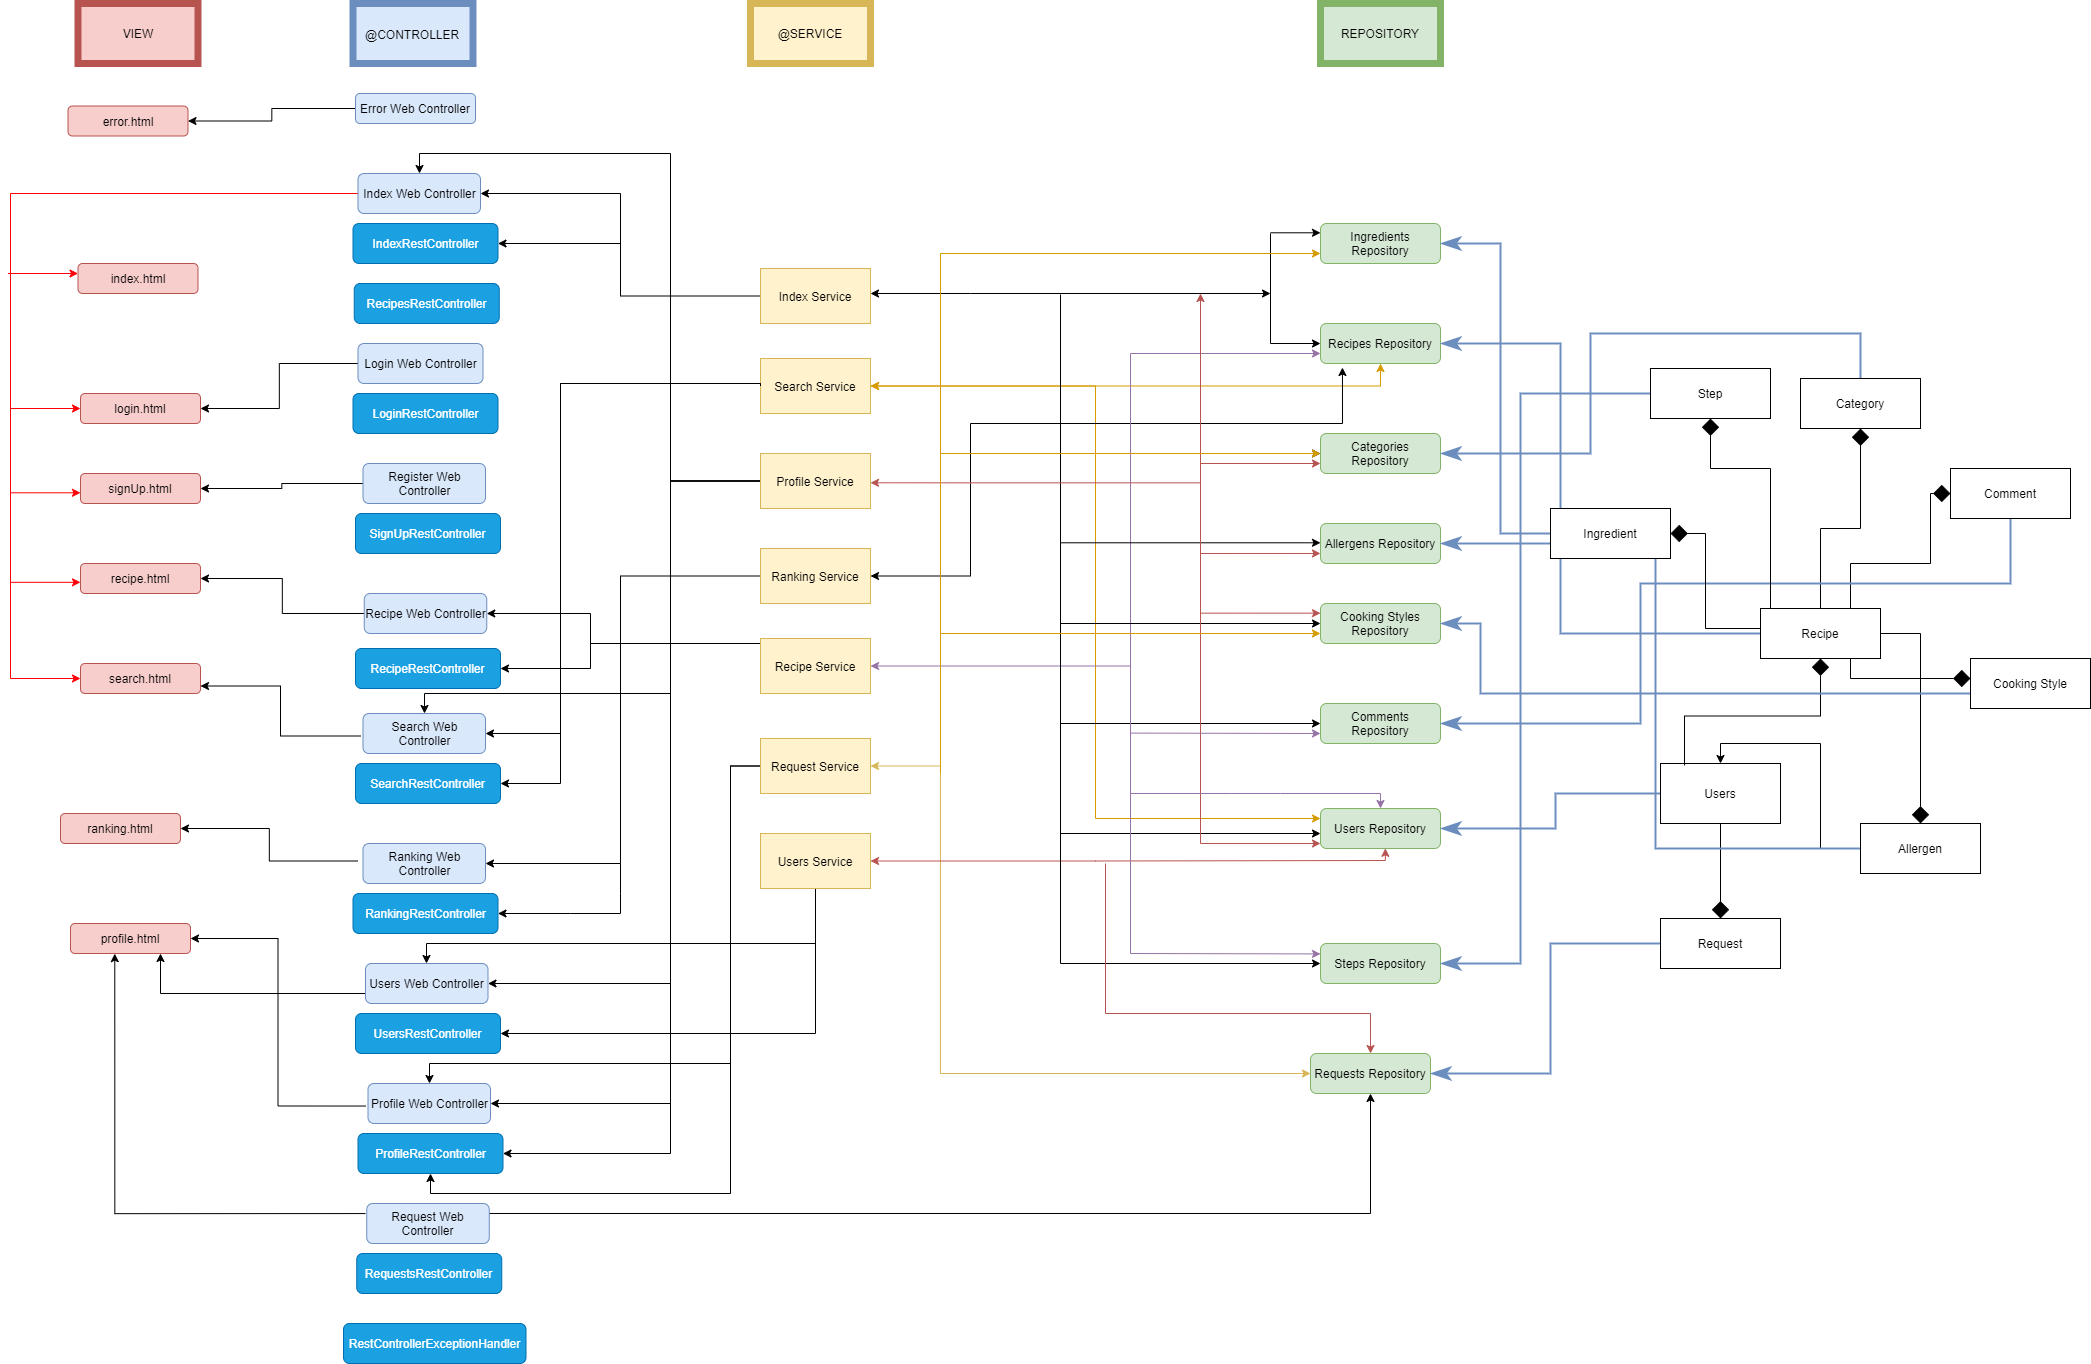 VIEW
@CONTROLLER
@SERVICE
REPOSITORY
error.html
index.html
login.html
signUp.html
recipe.html
search.html
ranking.html
profile.html
Error Web Controller
Index Web Controller
IndexRestController
RecipesRestController
Login Web Controller
LoginRestController
Register Web
Controller
SignUpRestController
Recipe Web Controller
RecipeRestController
Search Web
Controller
SearchRestController
Ranking Web
Controller
RankingRestController
Users Web Controller
UsersRestController
Profile Web Controller
ProfileRestController
Request Web
Controller
RequestsRestController
RestControllerExceptionHandler
Index Service
Search Service
Profile Service
Ranking Service
Recipe Service
Request Service
Users Service
Ingredients
Repository
Recipes Repository
Categories
Repository
Allergens Repository
Cooking Styles
Repository
Comments
Repository
Users Repository
Steps Repository
Requests Repository
Step
Category
Comment
Ingredient
Recipe
Cooking Style
Users
Allergen
Request